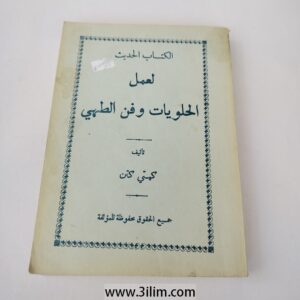 الكتاب الحديث
لعمل
الحلويات وفن الطهي
تأليف
جميع الحقوق محفوظة للمؤلفة
www.3ilim.com